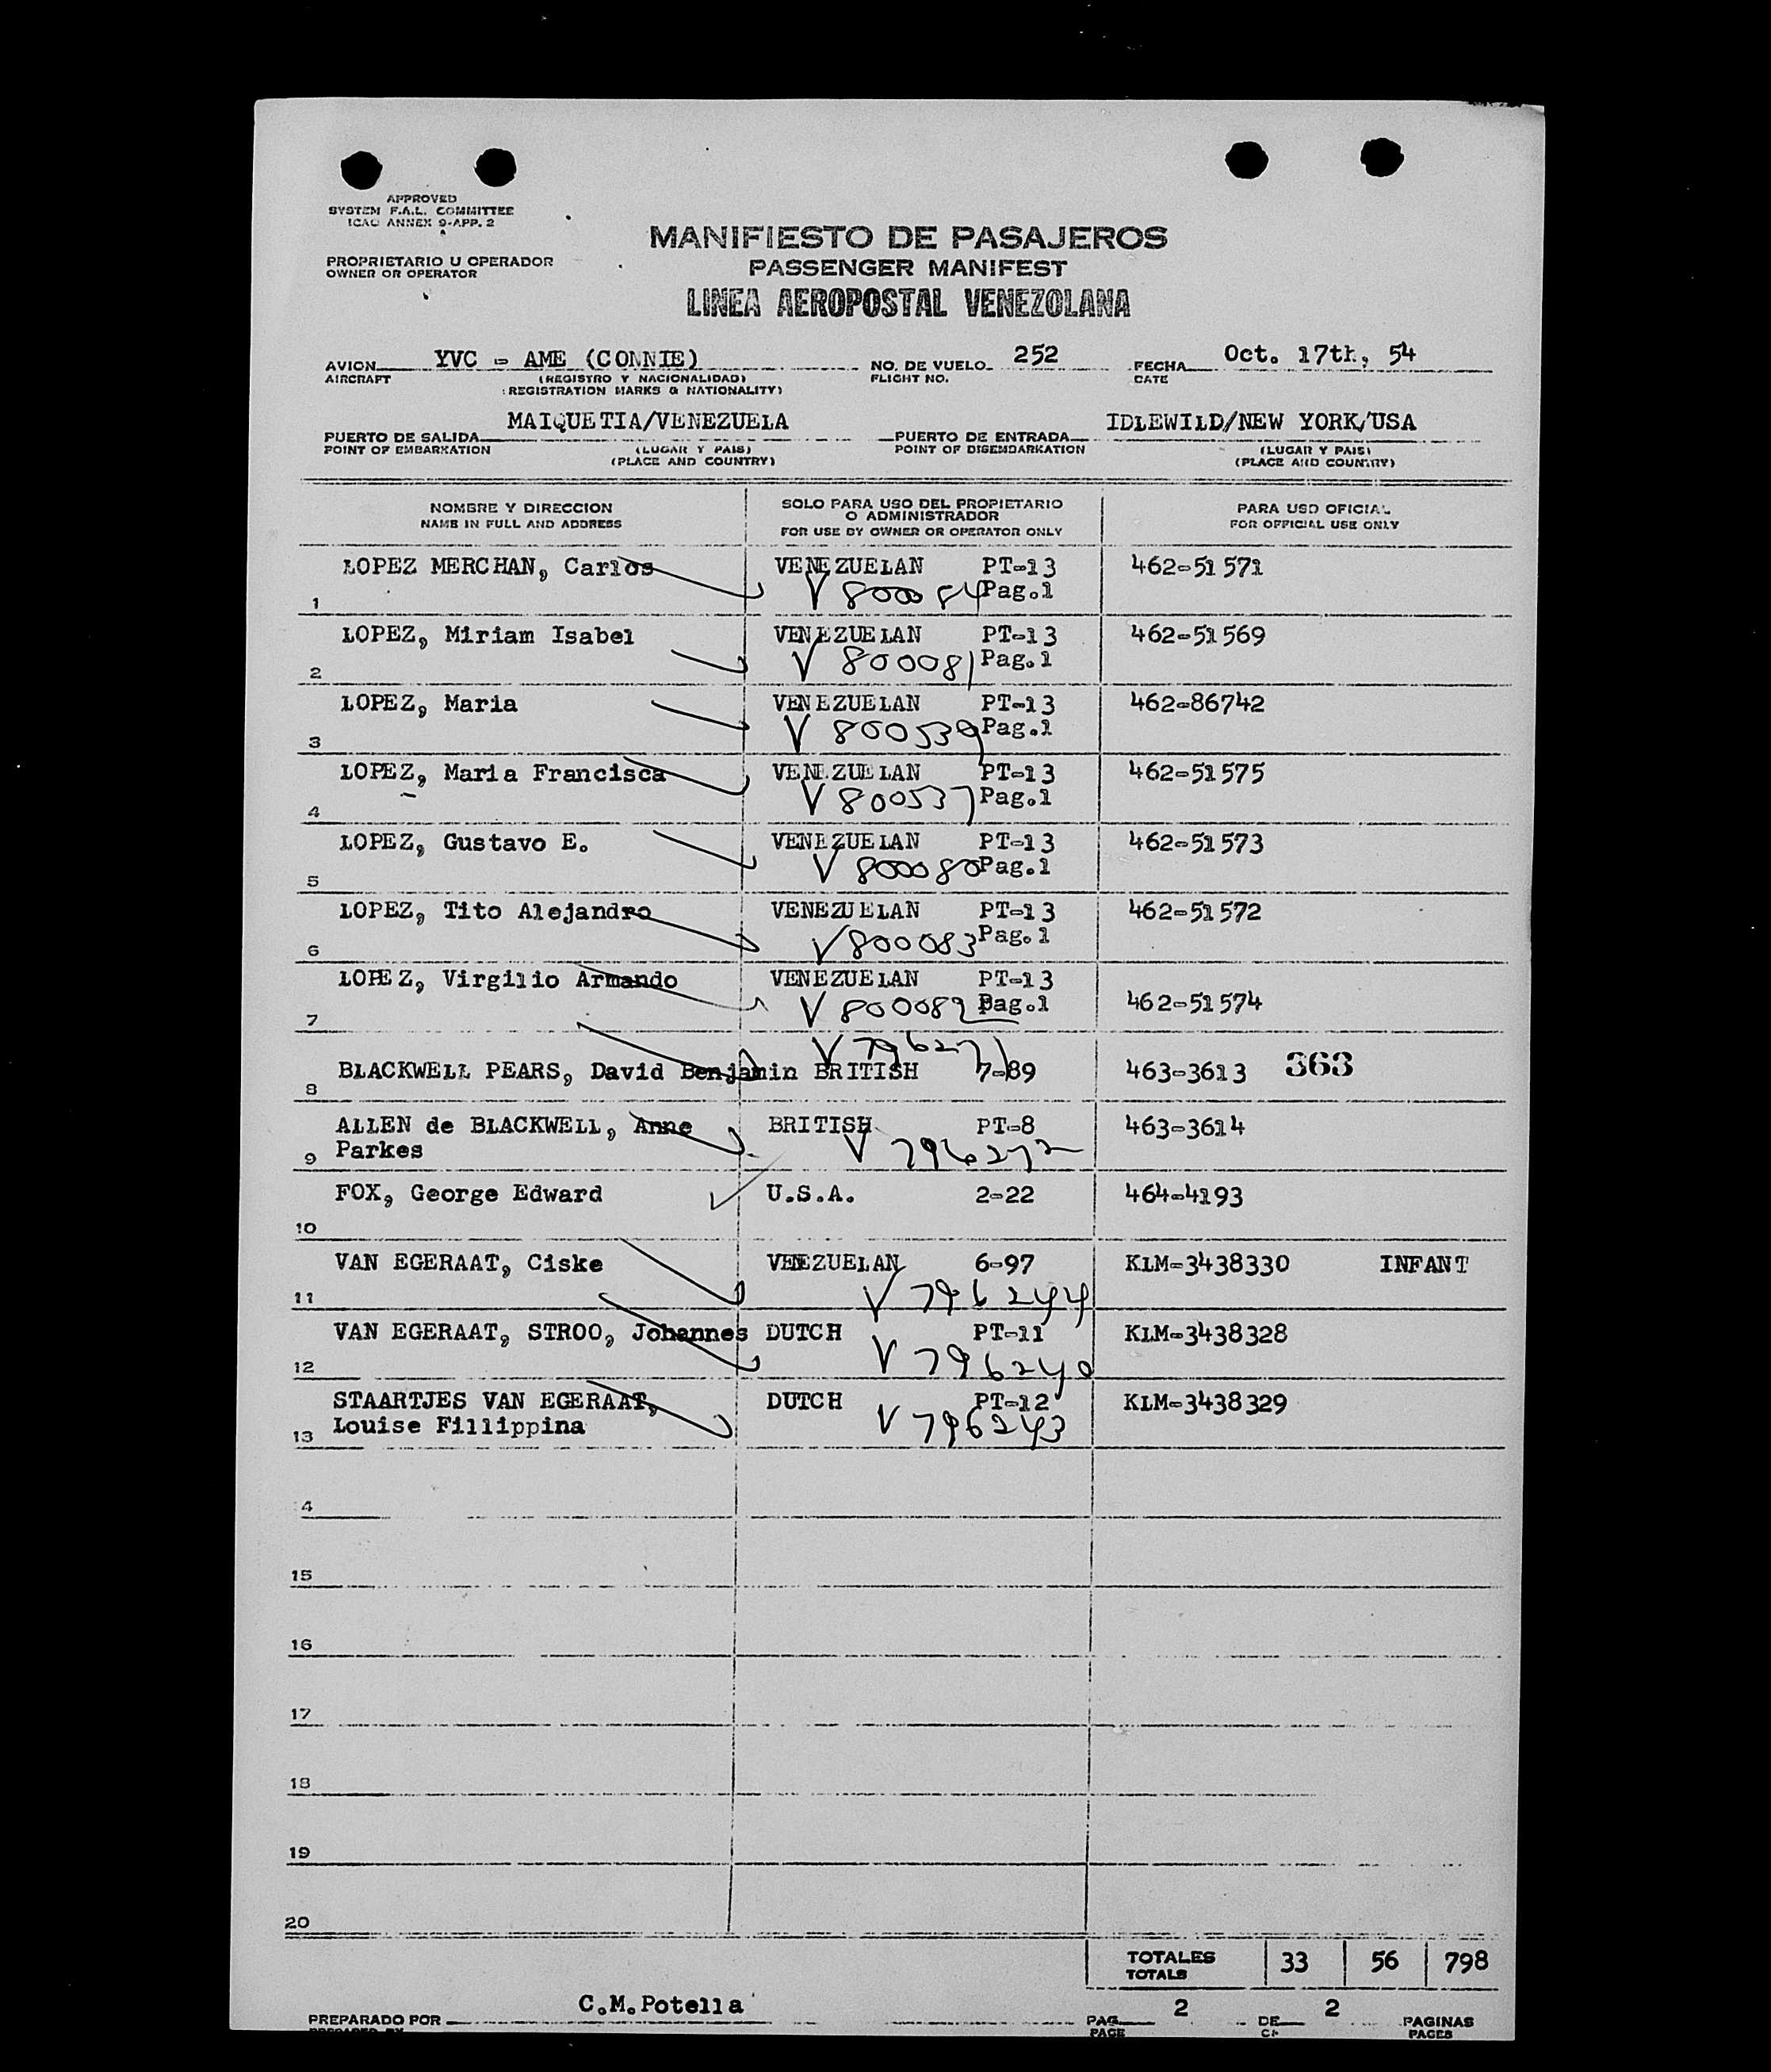 APPROVED
SYSTEM F.A.L. COMMITTEE
ICAO ANNEX 9-APP. 2
MANIFIESTO DE PASAJEROS
PROPRIETARIO U OPERADOR
OWNER OR OPERATOR
PASSENGER MANIFEST
LINEA AEROPOSTAL VENEZOLANA
AVION YVC - AME (CONNIE) NO. DE VUELO 252 FECHA Oct. 17th, 54
AIRCRAFT (REGISTRO Y NACIONALIDAD) FLIGHT NO. DATE
(REGISTRATION MARKS & NATIONALITY)
MAIQUETIA/VENEZUELA IDLEWILD/NEW YORK/USA
PUERTO DE SALIDA PUERTO DE ENTRADA
POINT OF EMBARKATION (LUGAR Y PAIS) POINT OF DISEMBARKATION (LUGAR Y PAIS)
(PLACE AND COUNTRY) (PLACE AND COUNTRY)
NOMBRE Y DIRECCION SOLO PARA USO DEL PROPIETARIO O ADMINISTRADOR PARA USO OFICIAL
NAME IN FULL AND ADDRESS FOR USE BY OWNER OR OPERATOR ONLY FOR OFFICIAL USE ONLY
LOPEZ MERCHAN, Carlos VENEZUELAN PT-13 462-51571
1 V 800084 Pag.1
LOPEZ, Miriam Isabel VENEZUELAN PT-13 462-51569
2 V 800081 Pag.1
LOPEZ, Maria VENEZUELAN PT-13 462-86742
3 V 800539 Pag.1
LOPEZ, Maria Francisca VENEZUELAN PT-13 462-51575
4 V 800537 Pag.1
LOPEZ, Gustavo E. VENEZUELAN PT-13 462-51573
5 V 800080 Pag.1
LOPEZ, Tito Alejandro VENEZUELAN PT-13 462-51572
6 V 800083 Pag.1
LOPEZ, Virgilio Armando VENEZUELAN PT-13
7 V 800082 Pag.1 462-51574
V 796271
8 BLACKWELL PEARS, David Benjamin BRITISH 7-89 463-3613 363
ALLEN de BLACKWELL, Anne BRITISH PT-8 463-3614
9 Parkes V 796272
FOX, George Edward U.S.A. 2-22 464-4193
10
VAN EGERAAT, Ciske VENEZUELAN 6-97 KLM-3438330 INFANT
11 V 796244
VAN EGERAAT, STROO, Johannes DUTCH PT-11 KLM-3438328
12 V 796240
STAARTJES VAN EGERAAT, DUTCH PT-12 KLM-3438329
13 Louise Fillippina V 796243
4
15
16
17
18
19
20
TOTALES 33 56 798
TOTALS
PREPARADO POR C.M.Potella PAG 2 DE 2 PAGINAS
PREPARED BY PAGE PAGES